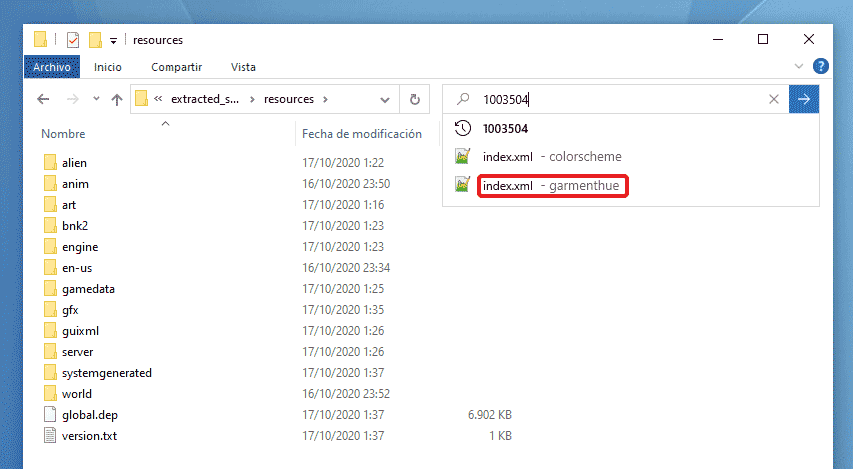 resources
Archivo Inicio Compartir Vista
« extracted_s... > resources > 1003504
Nombre Fecha de modificación
1003504
index.xml - colorscheme
index.xml - garmenthue
alien 17/10/2020 1:22
anim 16/10/2020 23:50
art 17/10/2020 1:16
bnk2 17/10/2020 1:23
engine 17/10/2020 1:23
en-us 16/10/2020 23:34
gamedata 17/10/2020 1:25
gfx 17/10/2020 1:35
guixml 17/10/2020 1:26
server 17/10/2020 1:26
systemgenerated 17/10/2020 1:37
world 16/10/2020 23:52
global.dep 17/10/2020 1:37 6.902 KB
version.txt 17/10/2020 1:37 1 KB